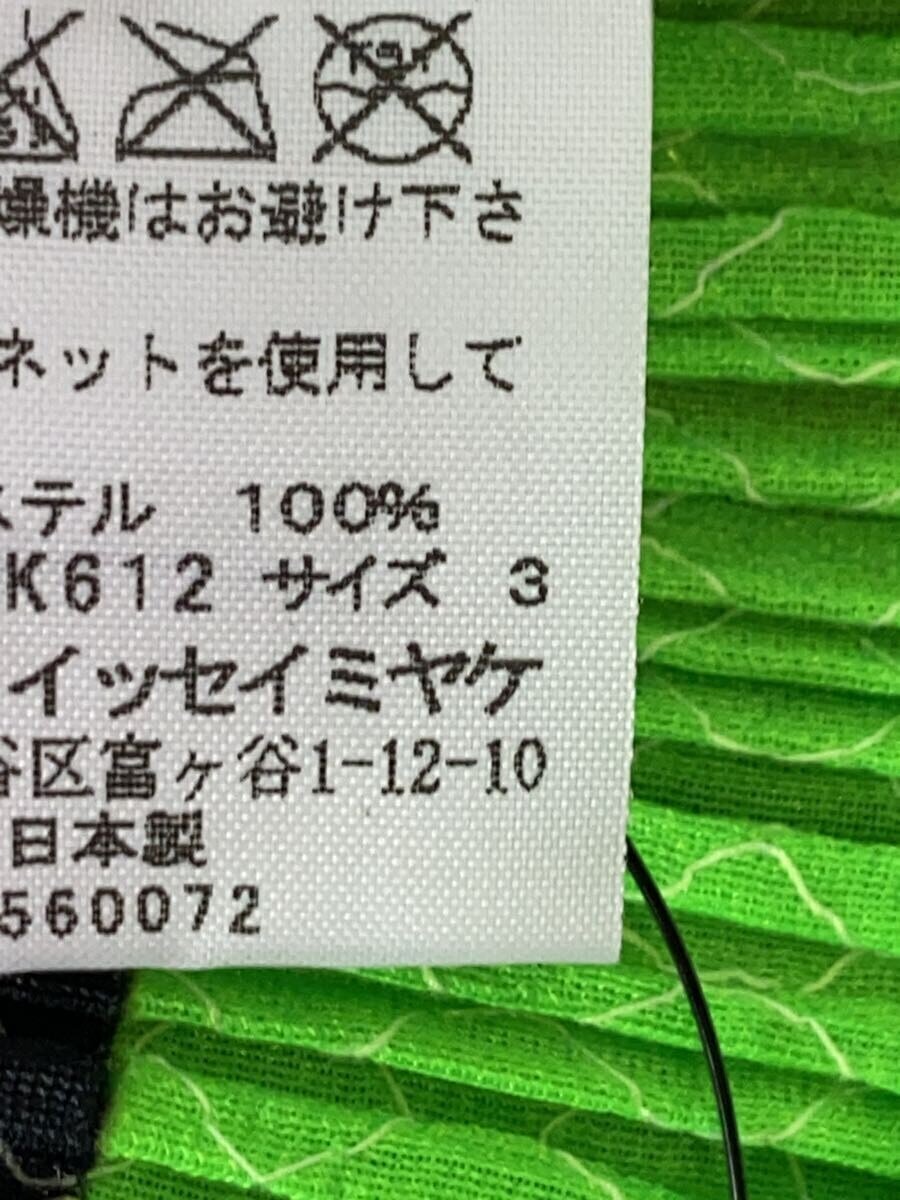 燥機はお避け下さ
ネットを使用して
ステル 100%
K612 サイズ 3
イッセイミヤケ
谷区富ヶ谷1-12-10
日本製
560072